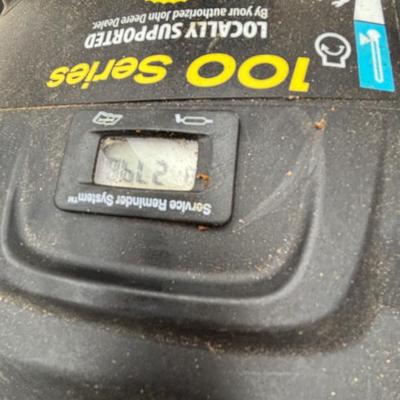 100 Series
LOCALLY SUPPORTED
By your authorized John Deere Dealer.
Service Reminder System™